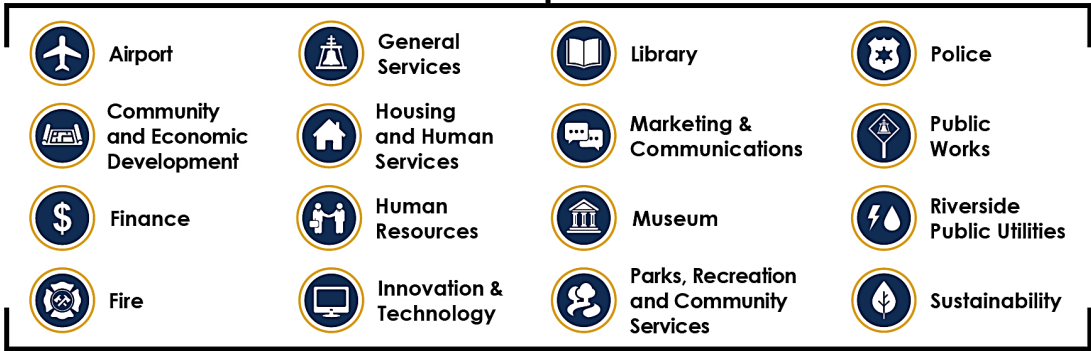 Airport
Community
and Economic
Development
Finance
Fire
General
Services
Housing
and Human
Services
Human
Resources
Innovation &
Technology
Library
Marketing &
Communications
Museum
Parks, Recreation
and Community
Services
Police
Public
Works
Riverside
Public Utilities
Sustainability